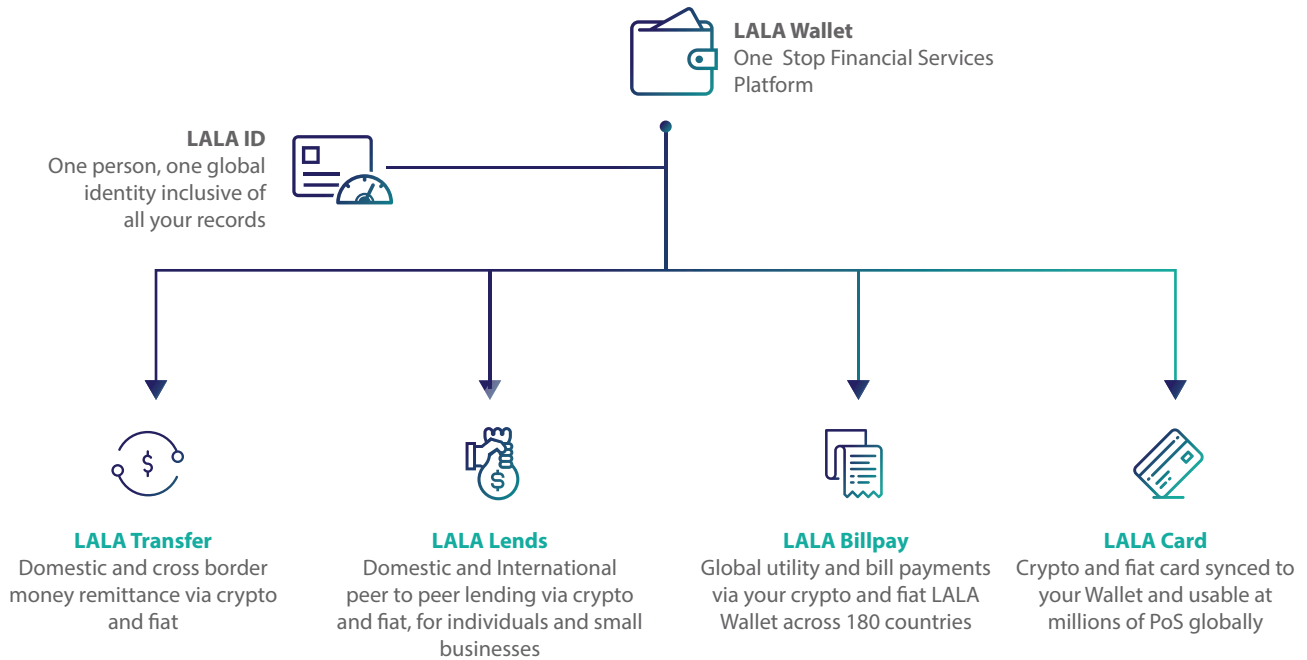 LALA Wallet
One Stop Financial Services
Platform
LALA ID
One person, one global
identity inclusive of
all your records
$
LALA Transfer
Domestic and cross border
money remittance via crypto
and fiat
$
LALA Lends
Domestic and International
peer to peer lending via crypto
and fiat, for individuals and small
businesses
LALA Billpay
Global utility and bill payments
via your crypto and fiat LALA
Wallet across 180 countries
LALA Card
Crypto and fiat card synced to
your Wallet and usable at
millions of PoS globally